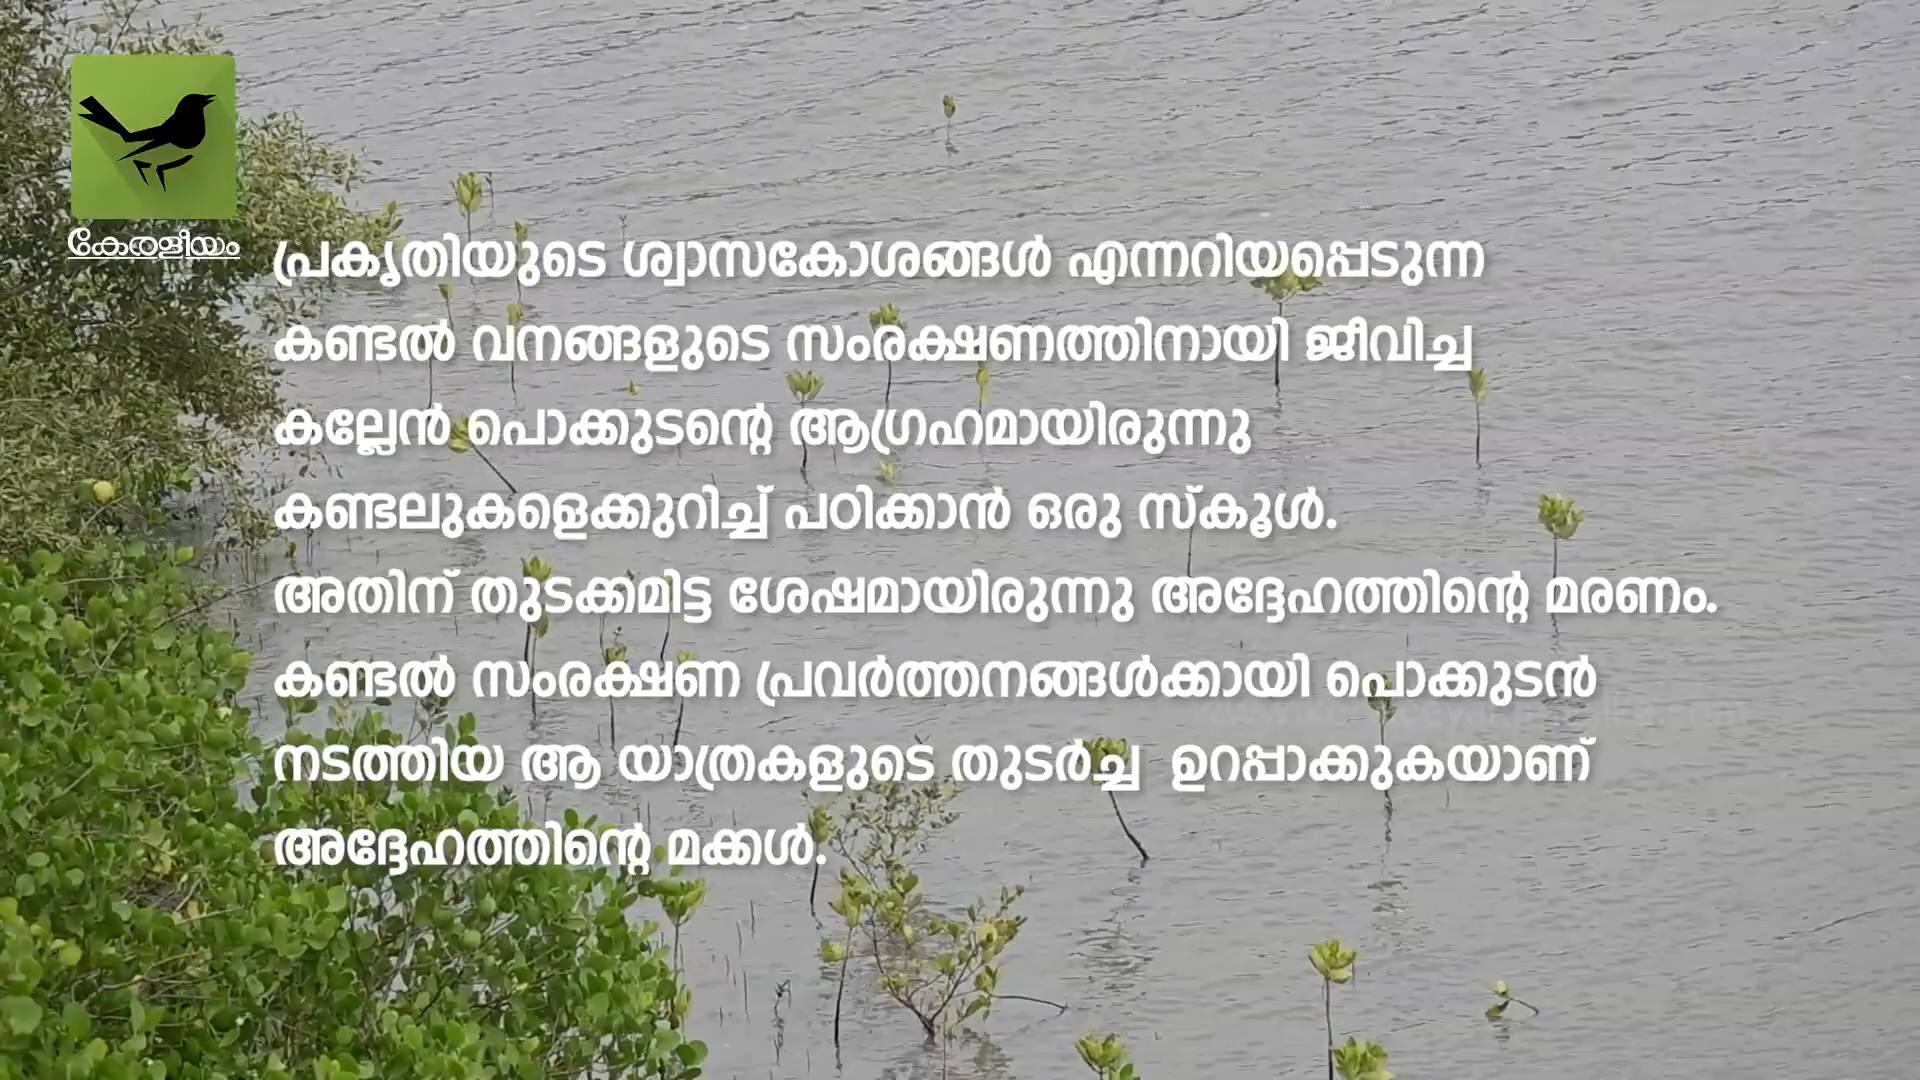 കേരളീയം
പ്രകൃതിയുടെ ശ്വാസകോശങ്ങൾ എന്നറിയപ്പെടുന്ന
കണ്ടൽ വനങ്ങളുടെ സംരക്ഷണത്തിനായി ജീവിച്ച
കല്ലേൻ പൊക്കുടന്റെ ആഗ്രഹമായിരുന്നു
കണ്ടലുകളെക്കുറിച്ച് പഠിക്കാൻ ഒരു സ്കൂൾ.
അതിന് തുടക്കമിട്ട ശേഷമായിരുന്നു അദ്ദേഹത്തിന്റെ മരണം.
കണ്ടൽ സംരക്ഷണ പ്രവർത്തനങ്ങൾക്കായി പൊക്കുടൻ
നടത്തിയ ആ യാത്രകളുടെ തുടർച്ച ഉറപ്പാക്കുകയാണ്
അദ്ദേഹത്തിന്റെ മക്കൾ.